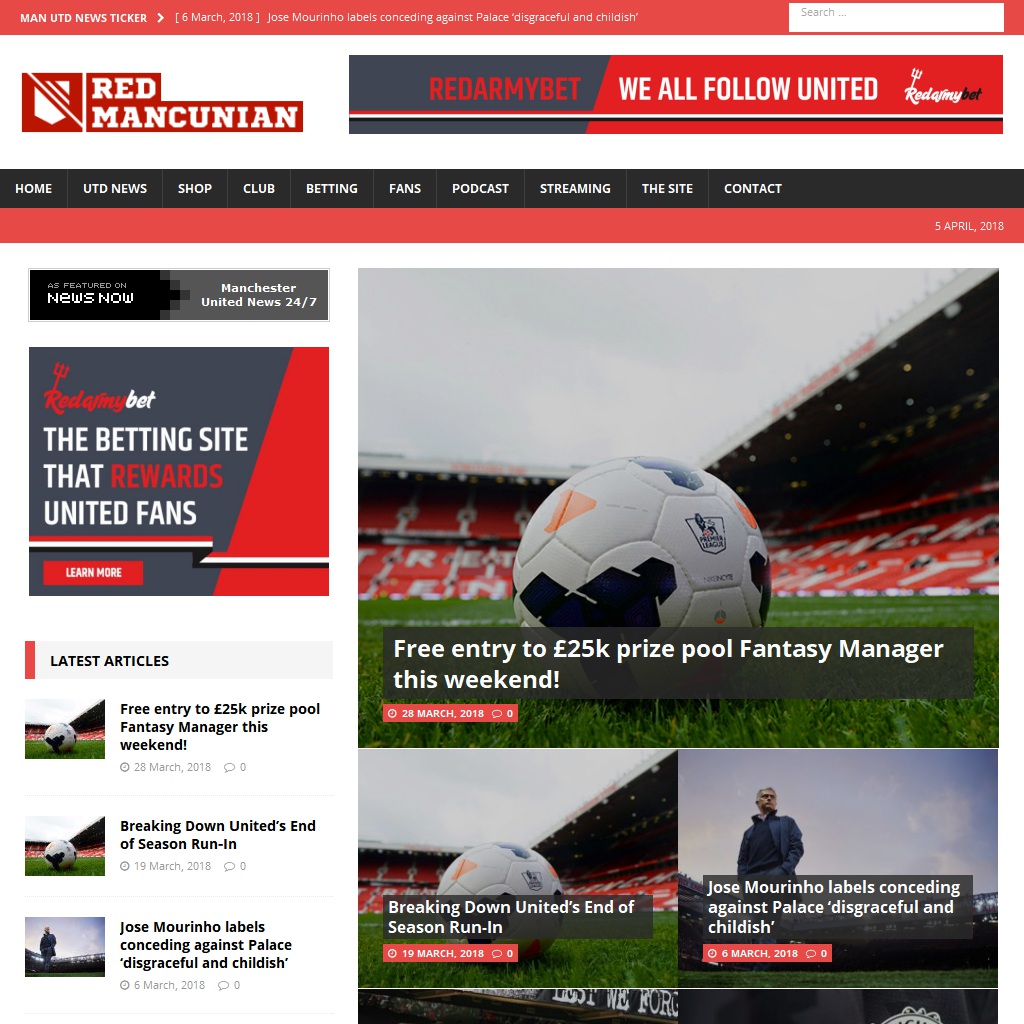 MAN UTD NEWS TICKER
[ 6 March, 2018 ] Jose Mourinho labels conceding against Palace ‘disgraceful and childish’
Search ...
RED
MANCUNIAN
REDARMYBET
WE ALL FOLLOW UNITED
Redarmybet
HOME
UTD NEWS
SHOP
CLUB
BETTING
FANS
PODCAST
STREAMING
THE SITE
CONTACT
5 APRIL, 2018
AS FEATURED ON
NEWS NOW
Manchester
United News 24/7
Redarmybet
THE BETTING SITE
THAT REWARDS
UNITED FANS
LEARN MORE
LATEST ARTICLES
Free entry to £25k prize pool
Fantasy Manager this
weekend!
28 March, 2018 0
Breaking Down United’s End
of Season Run-In
19 March, 2018 0
Jose Mourinho labels
conceding against Palace
‘disgraceful and childish’
6 March, 2018 0
PREMIER
LEAGUE
Free entry to £25k prize pool Fantasy Manager
this weekend!
28 MARCH, 2018 0
Breaking Down United’s End of
Season Run-In
19 MARCH, 2018 0
Jose Mourinho labels conceding
against Palace ‘disgraceful and
childish’
6 MARCH, 2018 0
LEST WE FORG